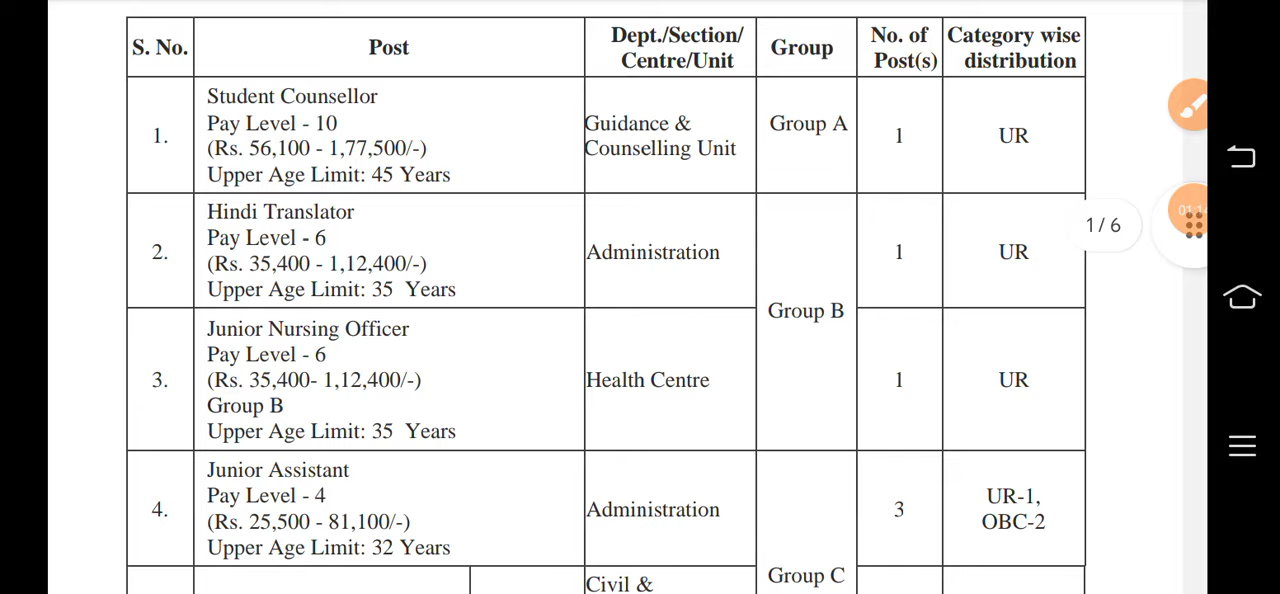 S. No.
Post
Dept./Section/
Centre/Unit
Group
No. of
Post(s)
Category wise
distribution
1.
Student Counsellor
Pay Level - 10
(Rs. 56,100 - 1,77,500/-)
Upper Age Limit: 45 Years
Guidance &
Counselling Unit
Group A
1
UR
2.
Hindi Translator
Pay Level - 6
(Rs. 35,400 - 1,12,400/-)
Upper Age Limit: 35 Years
Administration
Group B
1
UR
3.
Junior Nursing Officer
Pay Level - 6
(Rs. 35,400- 1,12,400/-)
Group B
Upper Age Limit: 35 Years
Health Centre
1
UR
4.
Junior Assistant
Pay Level - 4
(Rs. 25,500 - 81,100/-)
Upper Age Limit: 32 Years
Administration
Group C
3
UR-1,
OBC-2
Civil &
1/6